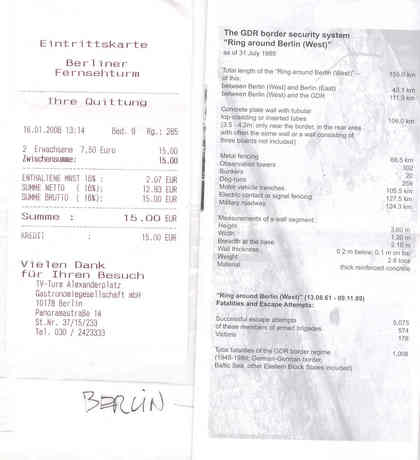 Eintrittskarte
Berliner
Fernsehturm
Ihre Quittung
16.01.2006 13:14 Bed. 9 Rg.: 265
2 Erwachsene 7,50 Euro 15,00
Zwischensumme: 15,00
ENTHALTENE MWST 16% : 2.07 EUR
SUMME NETTO ( 16%): 12.93 EUR
SUMME BRUTTO ( 16%): 15.00 EUR
Summe : 15,00 EUR
KREDIT : 15.00 EUR
Vielen Dank
für Ihren Besuch
TV-Turm Alexanderplatz
Gastronomiegesellschaft mbH
10178 Berlin
Panoramastraße 1A
St.Nr. 37/15/233
Tel. 030 / 2423333
BERLIN
The GDR border security system
"Ring around Berlin (West)"
as of 31 July 1989
Total length of the "Ring around Berlin (West)" – 155.0 km
of this:
between Berlin (West) and Berlin (East) 43.1 km
between Berlin (West) and the GDR 111.9 km
Concrete plate wall with tubular
top-coating or inserted tubes 106.0 km
(3.5 -4.2m) only near the border, in the rear area
with often the same wall or a wall consisting of
three boards not included)
Metal fencing 66.5 km
Observation towers 302
Bunkers 20
Dog-runs 259
Motor vehicle trenches 105.5 km
Electric contact or signal fencing 127.5 km
Military roadways 124.3 km
Measurements of a wall segment:
Height 3.60 m
Width 1.20 m
Breadth at the base 2.10 m
Wall thickness 0.2 m below; 0.1 m on top
Weight 2.6 total
Material thick reinforced concrete
"Ring around Berlin (West)" (13.08.61 - 09.11.89)
Fatalities and Escape Attempts:
Successful escape attempts 5,075
of these members of armed brigades 574
Victims 178
Total fatalities of the GDR border regime 1,008
(1945-1989; German-German border,
Baltic Sea, other Eastern Block States included)